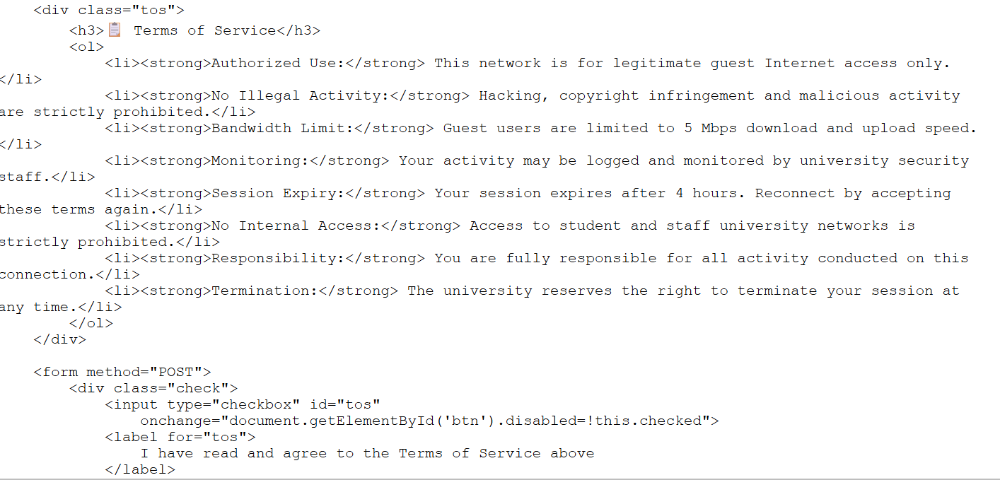 <div class="tos">
<h3>📋 Terms of Service</h3>
<ol>
<li><strong>Authorized Use:</strong> This network is for legitimate guest Internet access only.
</li>
<li><strong>No Illegal Activity:</strong> Hacking, copyright infringement and malicious activity
are strictly prohibited.</li>
<li><strong>Bandwidth Limit:</strong> Guest users are limited to 5 Mbps download and upload speed.
</li>
<li><strong>Monitoring:</strong> Your activity may be logged and monitored by university security
staff.</li>
<li><strong>Session Expiry:</strong> Your session expires after 4 hours. Reconnect by accepting
these terms again.</li>
<li><strong>No Internal Access:</strong> Access to student and staff university networks is
strictly prohibited.</li>
<li><strong>Responsibility:</strong> You are fully responsible for all activity conducted on this
connection.</li>
<li><strong>Termination:</strong> The university reserves the right to terminate your session at
any time.</li>
</ol>
</div>
<form method="POST">
<div class="check">
<input type="checkbox" id="tos"
onchange="document.getElementById('btn').disabled=!this.checked">
<label for="tos">
I have read and agree to the Terms of Service above
</label>